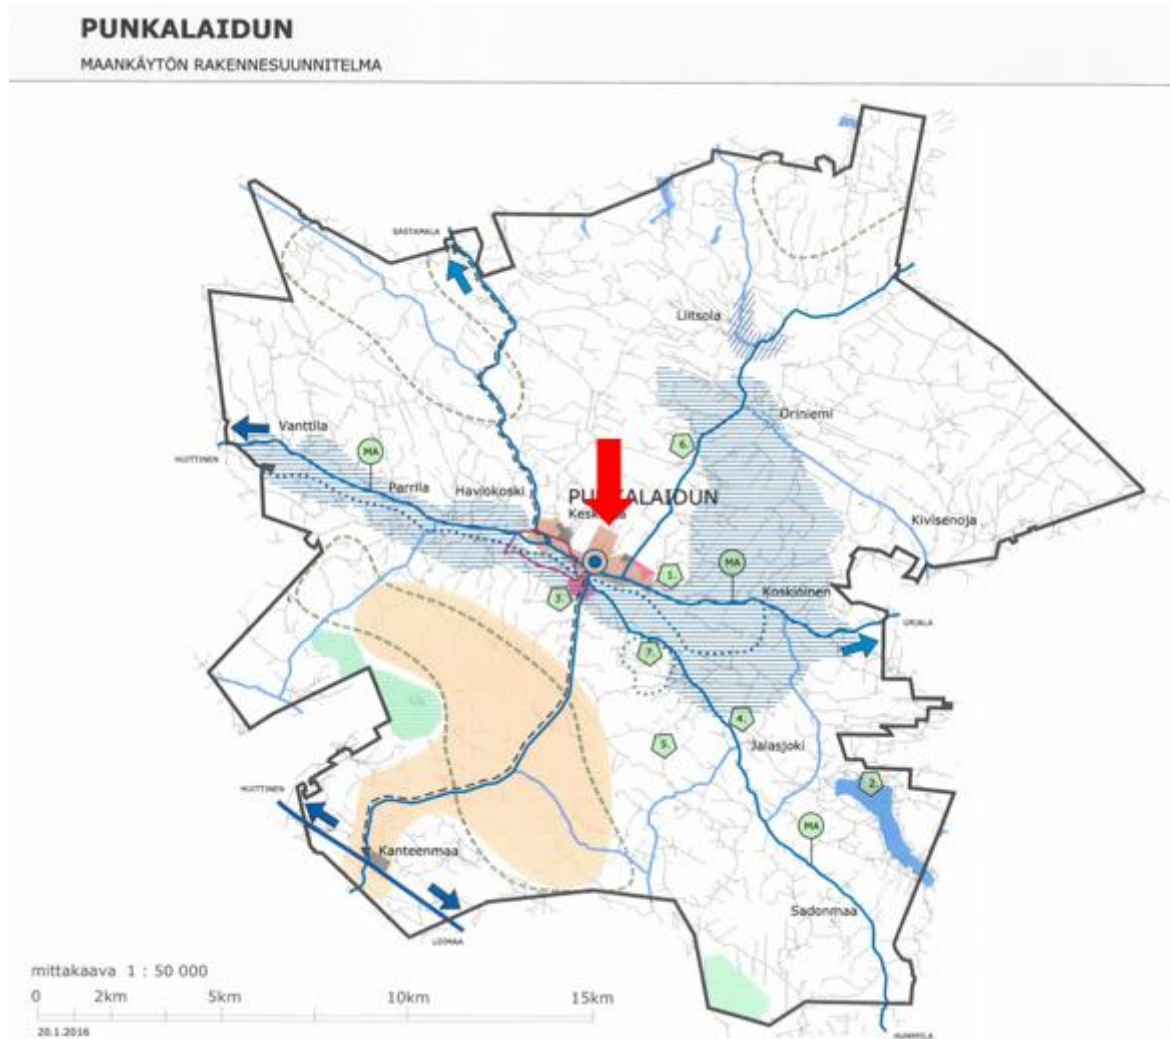 PUNKALAIDUN
MAANKÄYTÖN RAKENNESUUNNITELMA
SASTAMALA
Liitsola
Oriniemi
Vanttila
HUITTINEN
MA
Parrila
Haviokoski
6.
Kivisenoja
1.
MA
Koskioinen
3.
URJALA
7.
4.
5.
Jalasjoki
2.
HUITTINEN
MA
Kanteenmaa
Sadonmaa
LOIMAA
HUMPPILA
mittakaava 1 : 50 000
0 2km 5km 10km 15km
20.1.2016